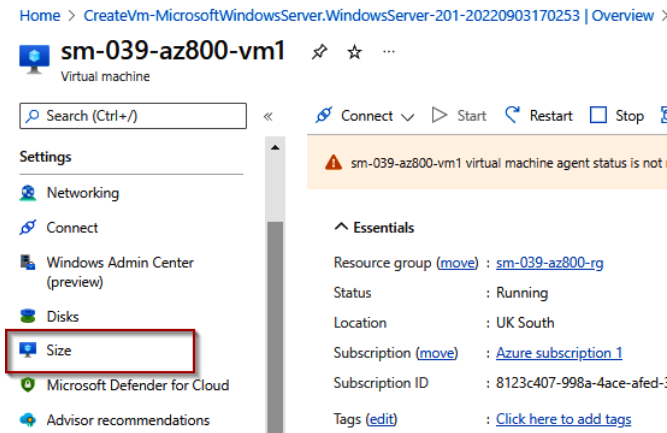 Home > CreateVm-MicrosoftWindowsServer.WindowsServer-201-20220903170253 | Overview >
sm-039-az800-vm1
Virtual machine
Search (Ctrl+/)
Connect Start Restart Stop
Settings
sm-039-az800-vm1 virtual machine agent status is not
Networking
Connect
Windows Admin Center
(preview)
Disks
Size
Microsoft Defender for Cloud
Advisor recommendations
Essentials
Resource group (move) : sm-039-az800-rg
Status : Running
Location : UK South
Subscription (move) : Azure subscription 1
Subscription ID : 8123c407-998a-4ace-afed-
Tags (edit) : Click here to add tags